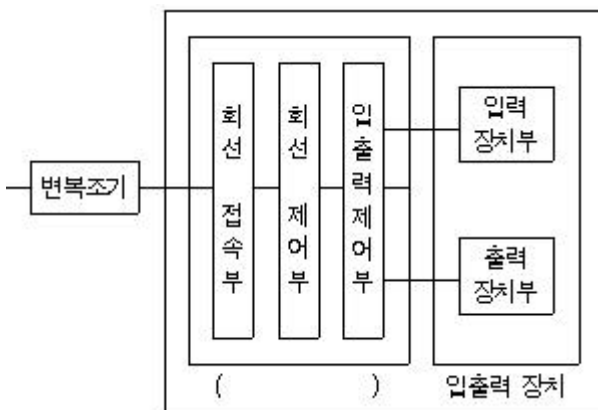 변복조기
회선 접속부
회선 제어부
입출력제어부
입력
장치부
출력
장치부
( )
입출력 장치